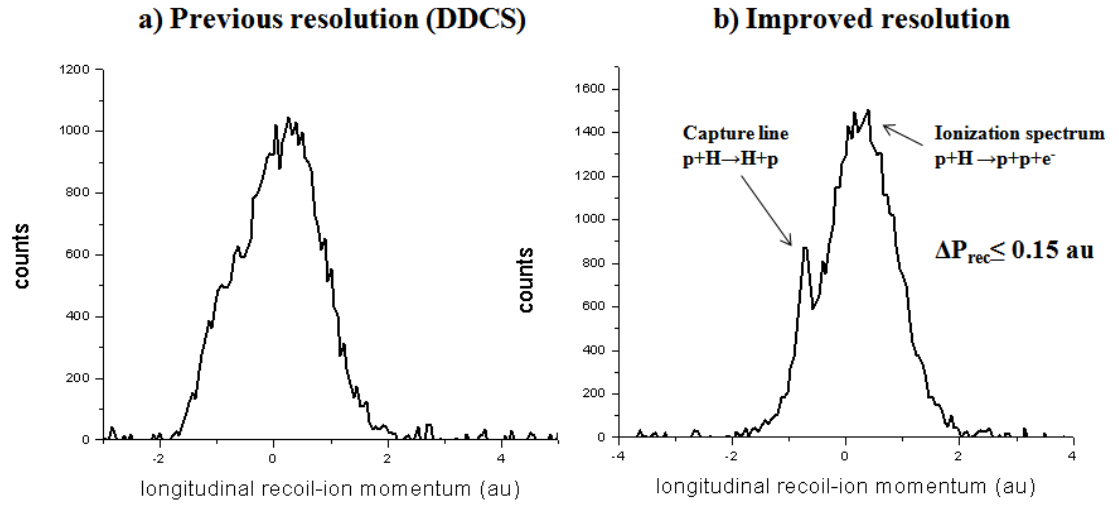 a) Previous resolution (DDCS)
1200
1000
800
600
400
200
0
-2
0
2
4
counts
longitudinal recoil-ion momentum (au)
b) Improved resolution
1600
1400
1200
1000
800
600
400
200
0
-4
-2
0
2
4
counts
longitudinal recoil-ion momentum (au)
Capture line
p+H→H+p
Ionization spectrum
p+H →p+p+e-
ΔPrec≤ 0.15 au